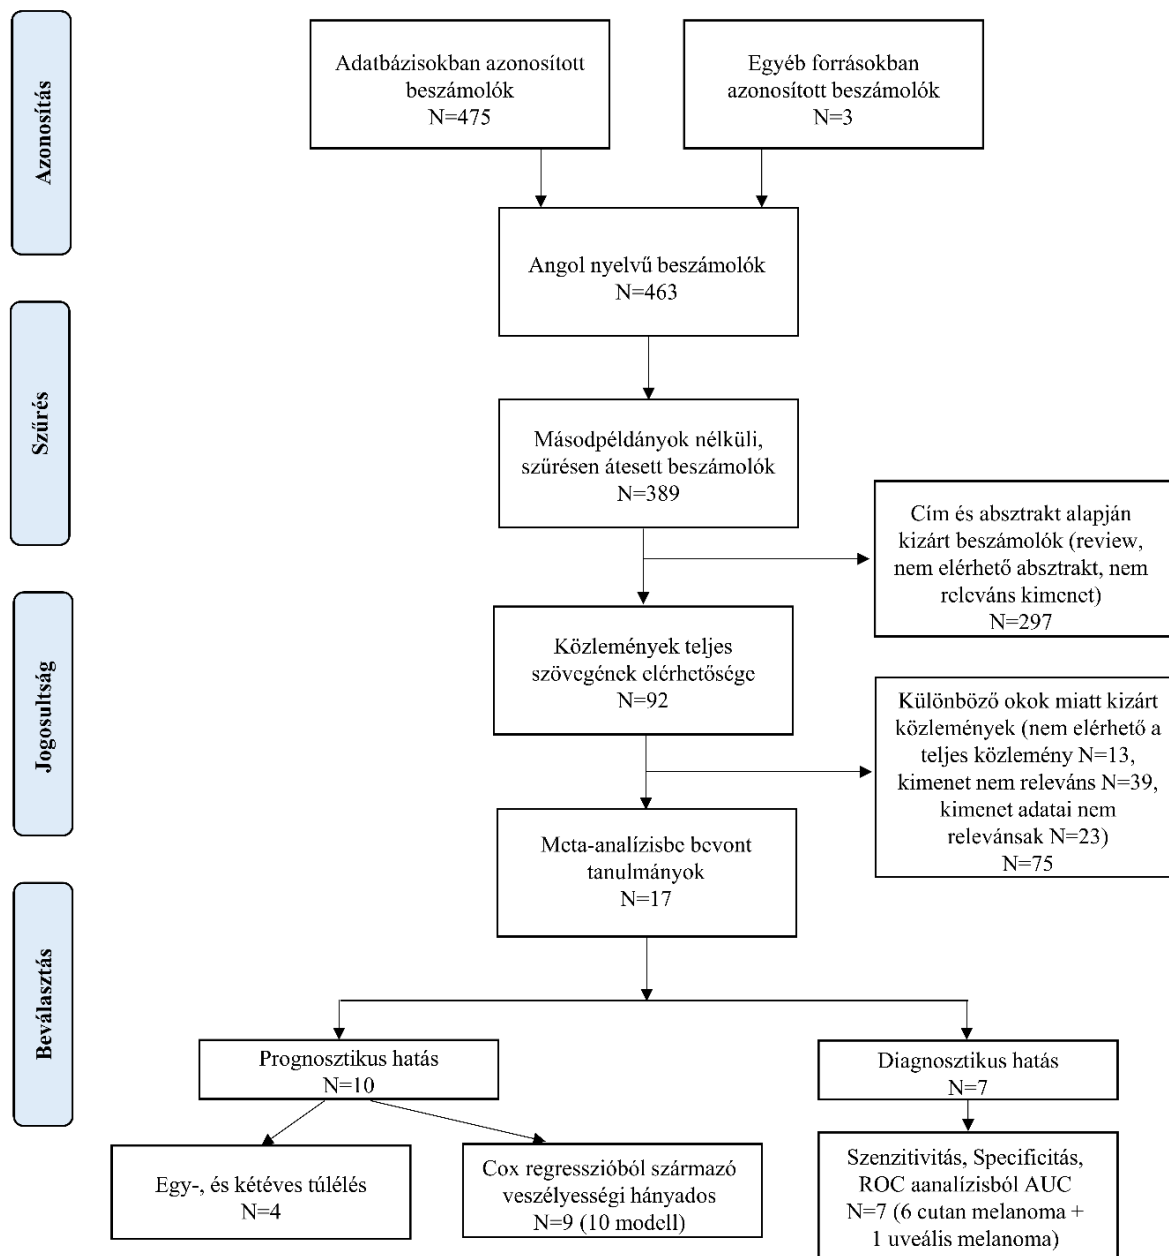 Azonosítás
Adatbázisokban azonosított
beszámolók
N=475
Egyéb forrásokban
azonosított beszámolók
N=3
Angol nyelvű beszámolók
N=463
Szűrés
Másodpéldányok nélküli,
szűrésen átesett beszámolók
N=389
Cím és absztrakt alapján
kizárt beszámolók (review,
nem elérhető absztrakt, nem
releváns kimenet)
N=297
Jogosultság
Közlemények teljes
szövegének elérhetősége
N=92
Különböző okok miatt kizárt
közlemények (nem elérhető a
teljes közlemény N=13,
kimenet nem releváns N=39,
kimenet adatai nem
relevánsak N=23)
N=75
Meta-analízisbe bevont
tanulmányok
N=17
Beválasztás
Prognosztikus hatás
N=10
Diagnosztikus hatás
N=7
Egy-, és kétéves túlélés
N=4
Cox regresszióból származó
veszélyességi hányados
N=9 (10 modell)
Szenzitivitás, Specificitás,
ROC aanalízisból AUC
N=7 (6 cutan melanoma +
1 uveális melanoma)